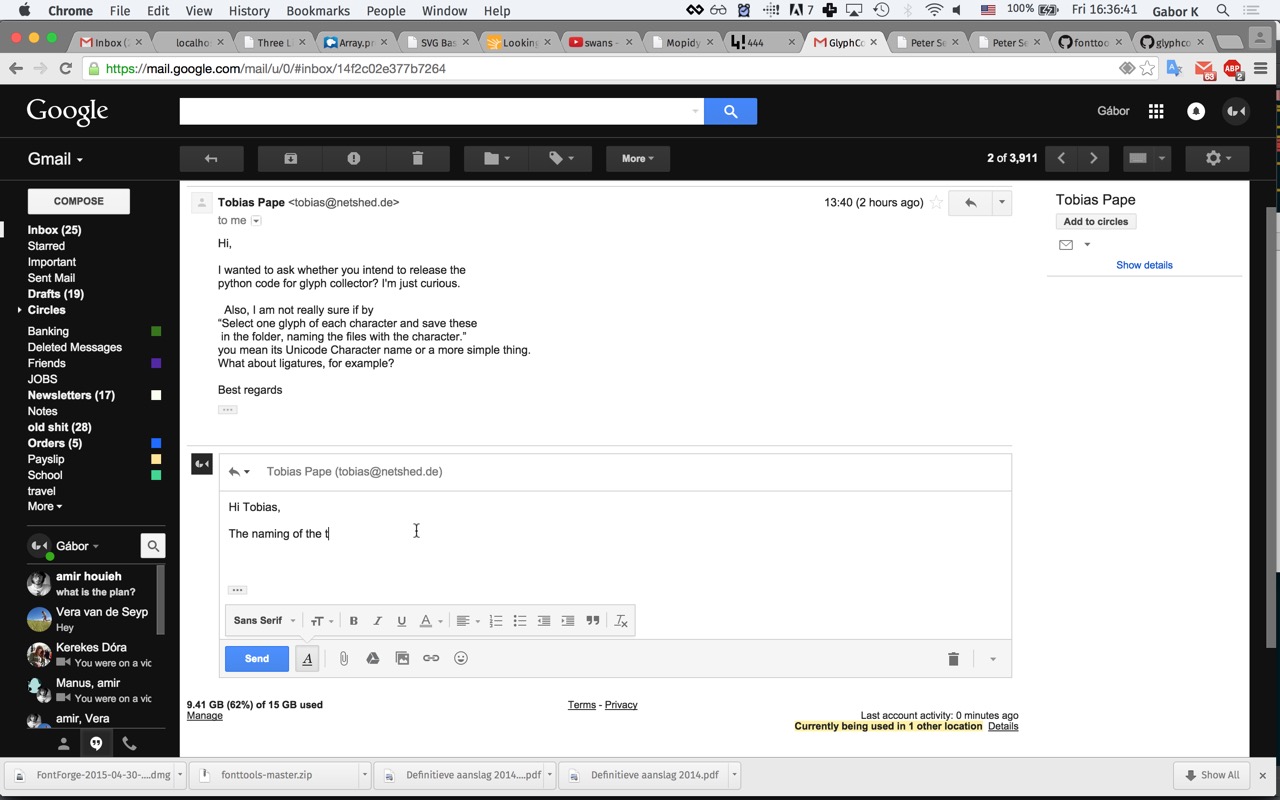 Chrome File Edit View History Bookmarks People Window Help 7 100% Fri 16:36:41 Gabor K
Inbox ( localho Three L Array.pr SVG Bas Looking swans - Mopidy 444 GlyphCo Peter Se Peter Se fonttoo glyphco
https://mail.google.com/mail/u/0/#inbox/14f2c02e377b7264 63 ABP 2
Google Gábor
Gmail More 2 of 3,911
COMPOSE
Inbox (25)
Starred
Important
Sent Mail
Drafts (19)
Circles
Banking
Deleted Messages
Friends
JOBS
Newsletters (17)
Notes
old shit (28)
Orders (5)
Payslip
School
travel
More
Gábor
amir houieh
what is the plan?
Vera van de Seyp
Hey
Kerekes Dóra
You were on a vic
Manus, amir
You were on a vic
amir, Vera
Tobias Pape <tobias@netshed.de> 13:40 (2 hours ago)
to me
Hi,
I wanted to ask whether you intend to release the
python code for glyph collector? I'm just curious.
Also, I am not really sure if by
“Select one glyph of each character and save these
in the folder, naming the files with the character.”
you mean its Unicode Character name or a more simple thing.
What about ligatures, for example?
Best regards
Tobias Pape (tobias@netshed.de)
Hi Tobias,
The naming of the t
Sans Serif
Send
9.41 GB (62%) of 15 GB used
Manage
Terms - Privacy
Last account activity: 0 minutes ago
Currently being used in 1 other location Details
Tobias Pape
Add to circles
Show details
FontForge-2015-04-30-....dmg fonttools-master.zip Definitieve aanslag 2014....pdf Definitieve aanslag 2014.pdf Show All